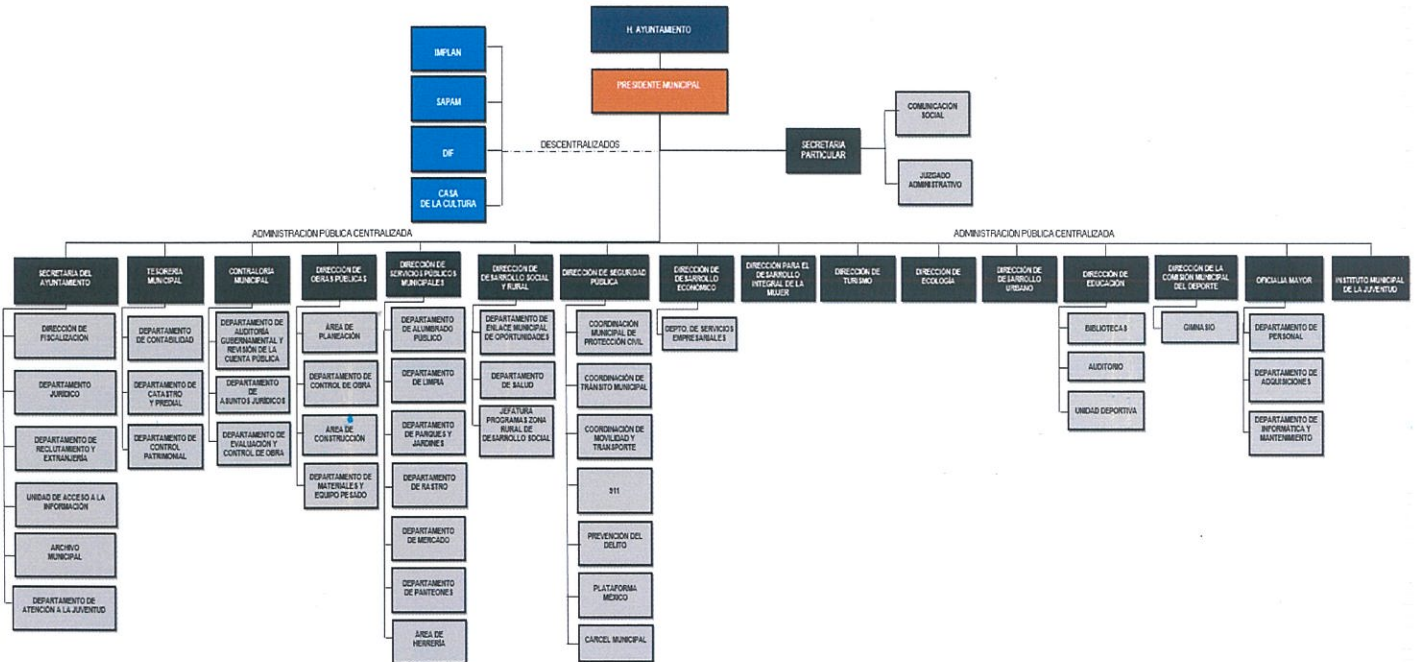 H. AYUNTAMIENTO
PRESIDENTE MUNICIPAL
IMPLAN
SAPAM
DIF
CASA
DE LA CULTURA
DESCENTRALIZADOS
SECRETARIA
PARTICULAR
COMUNICACIÓN
SOCIAL
JUZGADO
ADMINISTRATIVO
ADMINISTRACIÓN PÚBLICA CENTRALIZADA
ADMINISTRACIÓN PÚBLICA CENTRALIZADA
SECRETARÍA DEL
AYUNTAMIENTO
DIRECCIÓN DE
FISCALIZACION
DEPARTAMENTO
JURÍDICO
DEPARTAMENTO DE
RECLUTAMIENTO Y
EXTRANJERÍA
UNIDAD DE ACCESO A LA
INFORMACIÓN
ARCHIVO
MUNICIPAL
DEPARTAMENTO DE
ATENCIÓN A LA JUVENTUD
TESORERÍA
MUNICIPAL
DEPARTAMENTO
DE CONTABILIDAD
DEPARTAMENTO DE
CATASTRO
Y PREDIAL
DEPARTAMENTO DE
CONTROL
PATRIMONIAL
CONTRALORÍA
MUNICIPAL
DEPARTAMENTO DE
AUDITORÍA
GUBERNAMENTAL Y
REVISIÓN DE LA
CUENTA PÚBLICA
DEPARTAMENTO
DE
ASUNTOS JURÍDICOS
DEPARTAMENTO DE
EVALUACIÓN Y
CONTROL DE OBRA
DIRECCIÓN DE
OBRAS PÚBLICAS
ÁREA DE
PLANEACIÓN
DEPARTAMENTO DE
CONTROL DE OBRA
ÁREA DE
CONSTRUCCIÓN
DEPARTAMENTO DE
MATERIALES Y
EQUIPO PESADO
DIRECCIÓN DE
SERVICIOS PÚBLICOS
MUNICIPALES
DEPARTAMENTO
DE ALUMBRADO
PÚBLICO
DEPARTAMENTO
DE LIMPIA
DEPARTAMENTO
DE PARQUES Y
JARDINES
DEPARTAMENTO
DE RASTRO
DEPARTAMENTO
DE MERCADO
DEPARTAMENTO
DE PANTEONES
ÁREA DE
HERRERÍA
DIRECCIÓN DE
DESARROLLO SOCIAL
Y RURAL
DEPARTAMENTO DE
ENLACE MUNICIPAL
DE OPORTUNIDADES
DEPARTAMENTO
DE SALUD
JEFATURA
PROGRAMAS ZONA
RURAL DE
DESARROLLO SOCIAL
DIRECCIÓN DE SEGURIDAD
PÚBLICA
COORDINACIÓN
MUNICIPAL DE
PROTECCIÓN CIVIL
COORDINACIÓN DE
TRÁNSITO MUNICIPAL
COORDINACIÓN DE
MOVILIDAD Y
TRANSPORTE
911
PREVENCIÓN DEL
DELITO
PLATAFORMA
MÉXICO
CARCEL MUNICIPAL
DIRECCIÓN DE
DESARROLLO
ECONÓMICO
DEPTO. DE SERVICIOS
EMPRESARIALES
DIRECCIÓN PARA EL
DESARROLLO
INTEGRAL DE LA
MUJER
DIRECCIÓN DE
TURISMO
DIRECCIÓN DE
ECOLOGÍA
DIRECCIÓN DE
DESARROLLO
URBANO
DIRECCIÓN DE
EDUCACIÓN
BIBLIOTECAS
AUDITORIO
UNIDAD DEPORTIVA
DIRECCIÓN DE LA
COMISIÓN MUNICIPAL
DEL DEPORTE
GIMNASIO
OFICIALIA MAYOR
DEPARTAMENTO DE
PERSONAL
DEPARTAMENTO DE
ADQUISICIONES
DEPARTAMENTO DE
INFORMÁTICA Y
MANTENIMIENTO
INSTITUTO MUNICIPAL
DE LA JUVENTUD